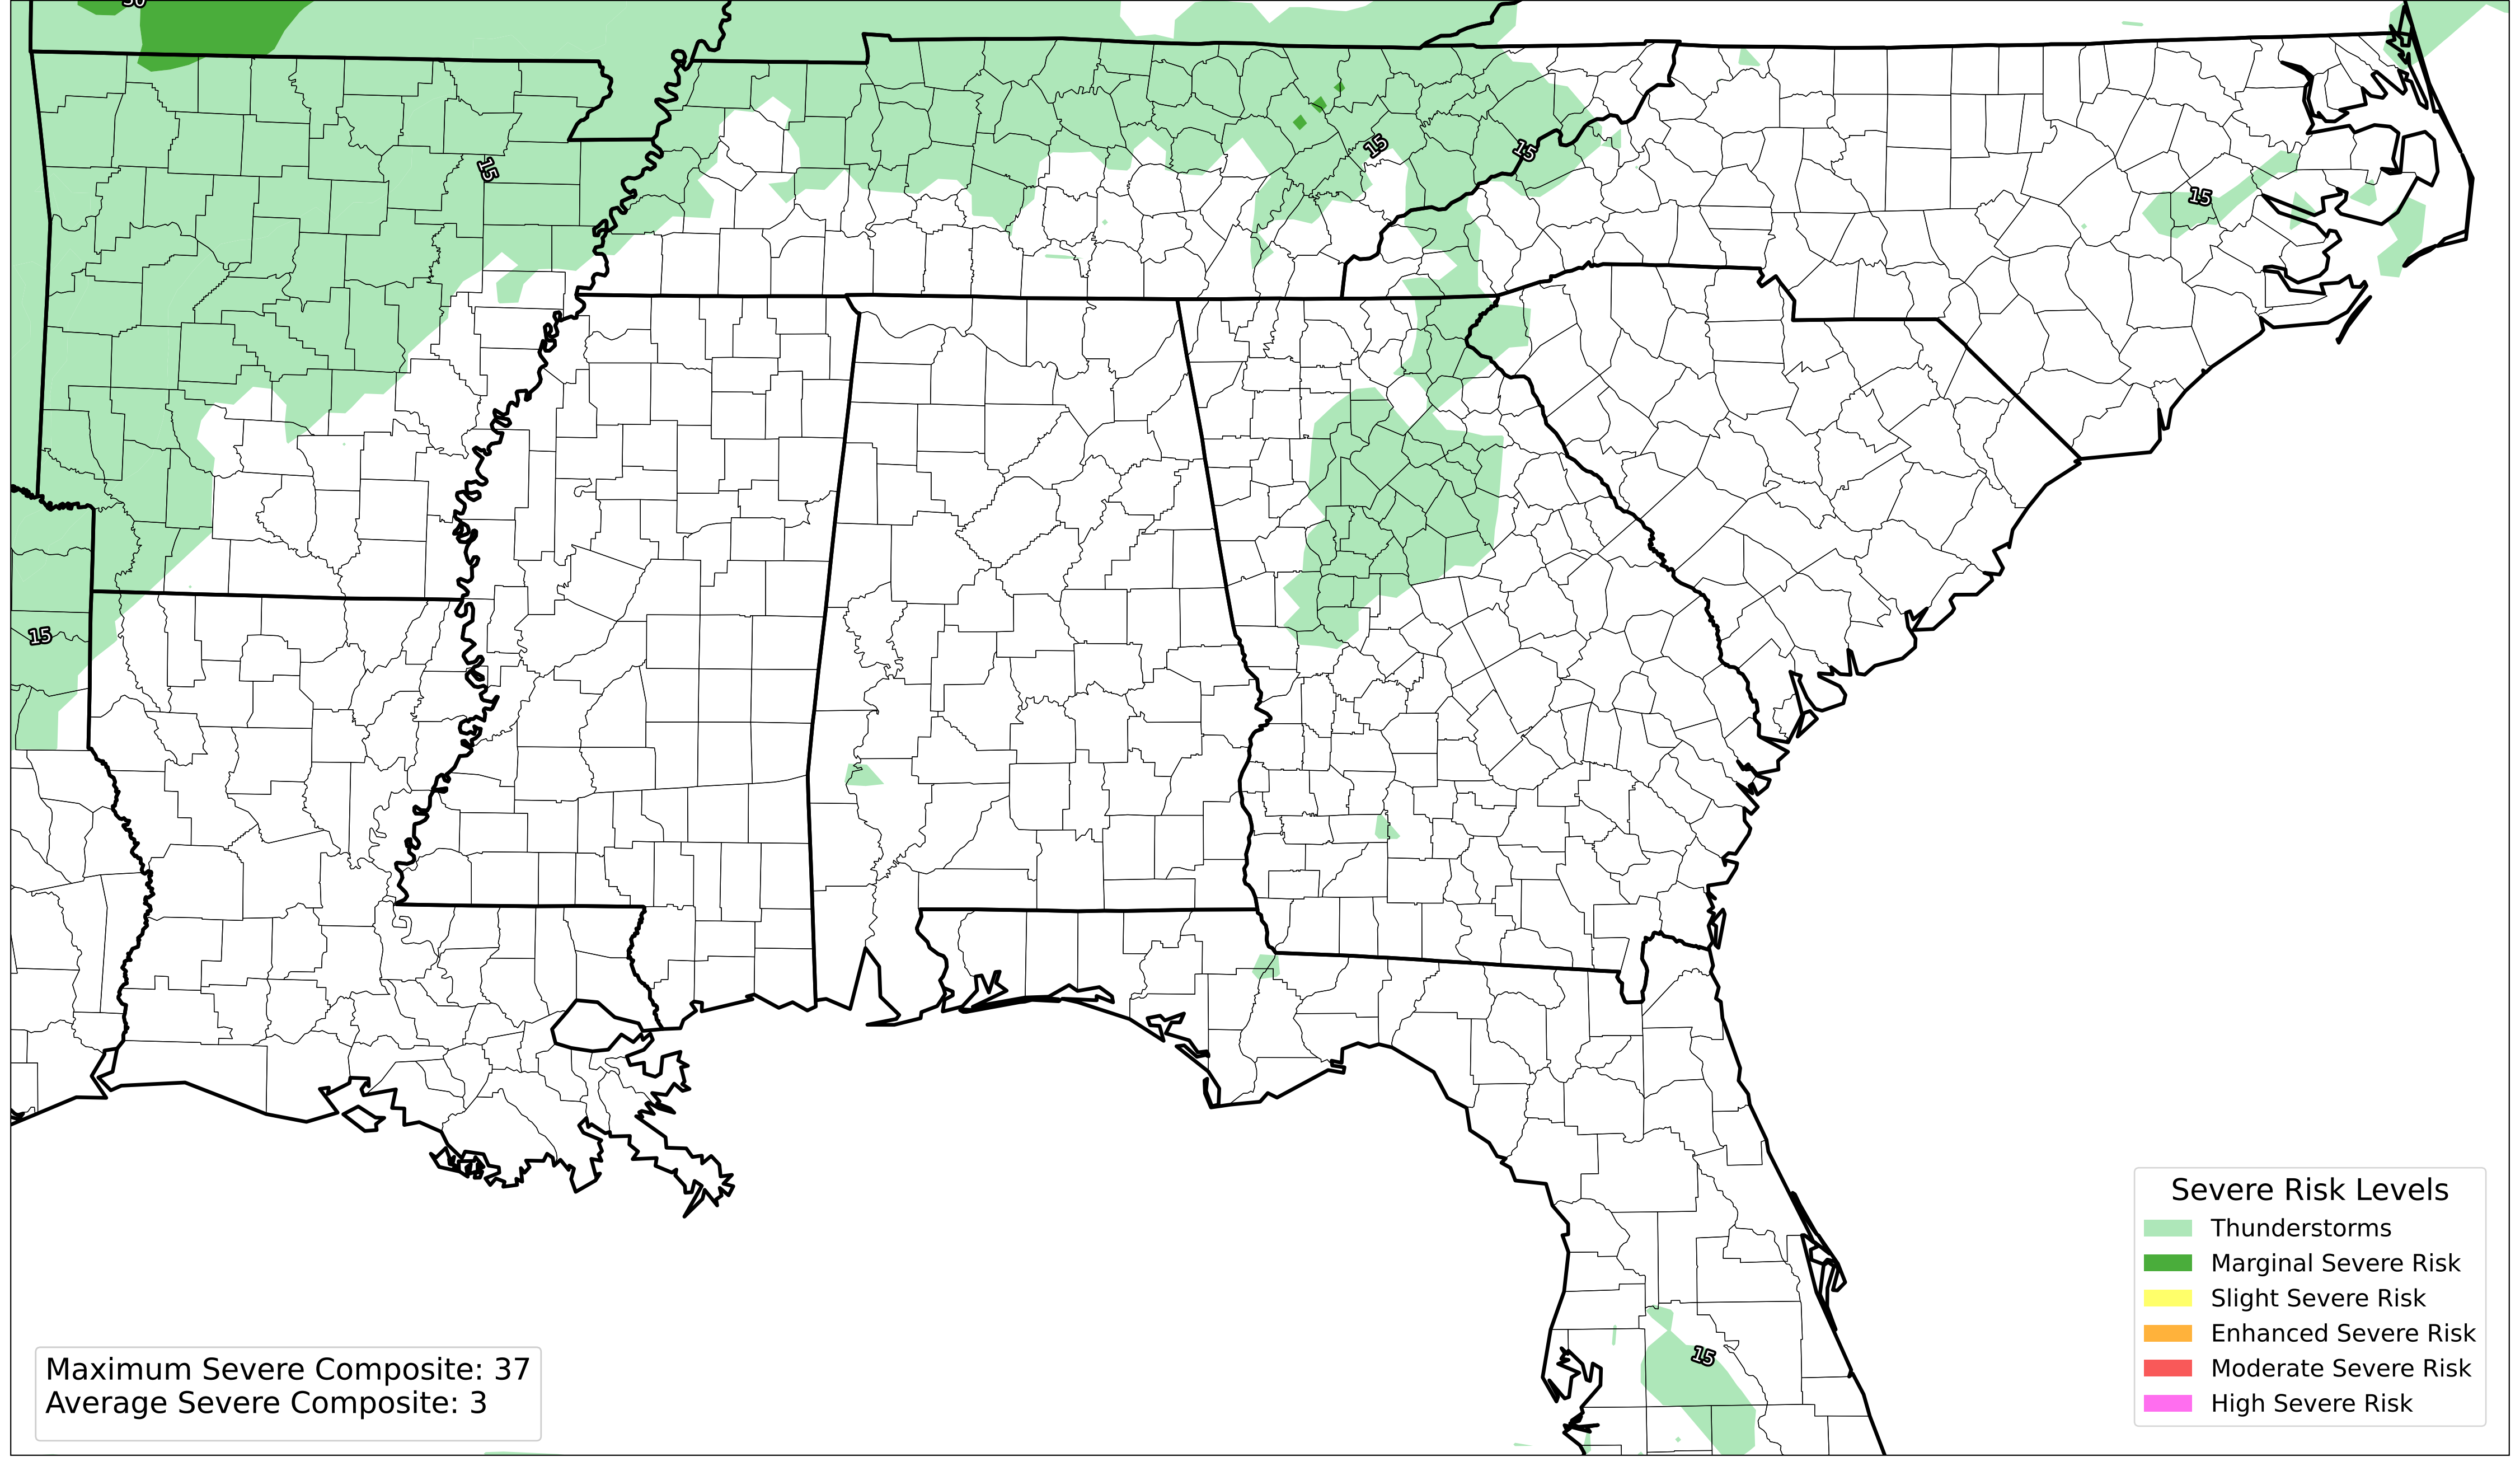 15
15
15
15
15
15
Severe Risk Levels
Thunderstorms
Marginal Severe Risk
Slight Severe Risk
Enhanced Severe Risk
Moderate Severe Risk
High Severe Risk
Maximum Severe Composite: 37
Average Severe Composite: 3